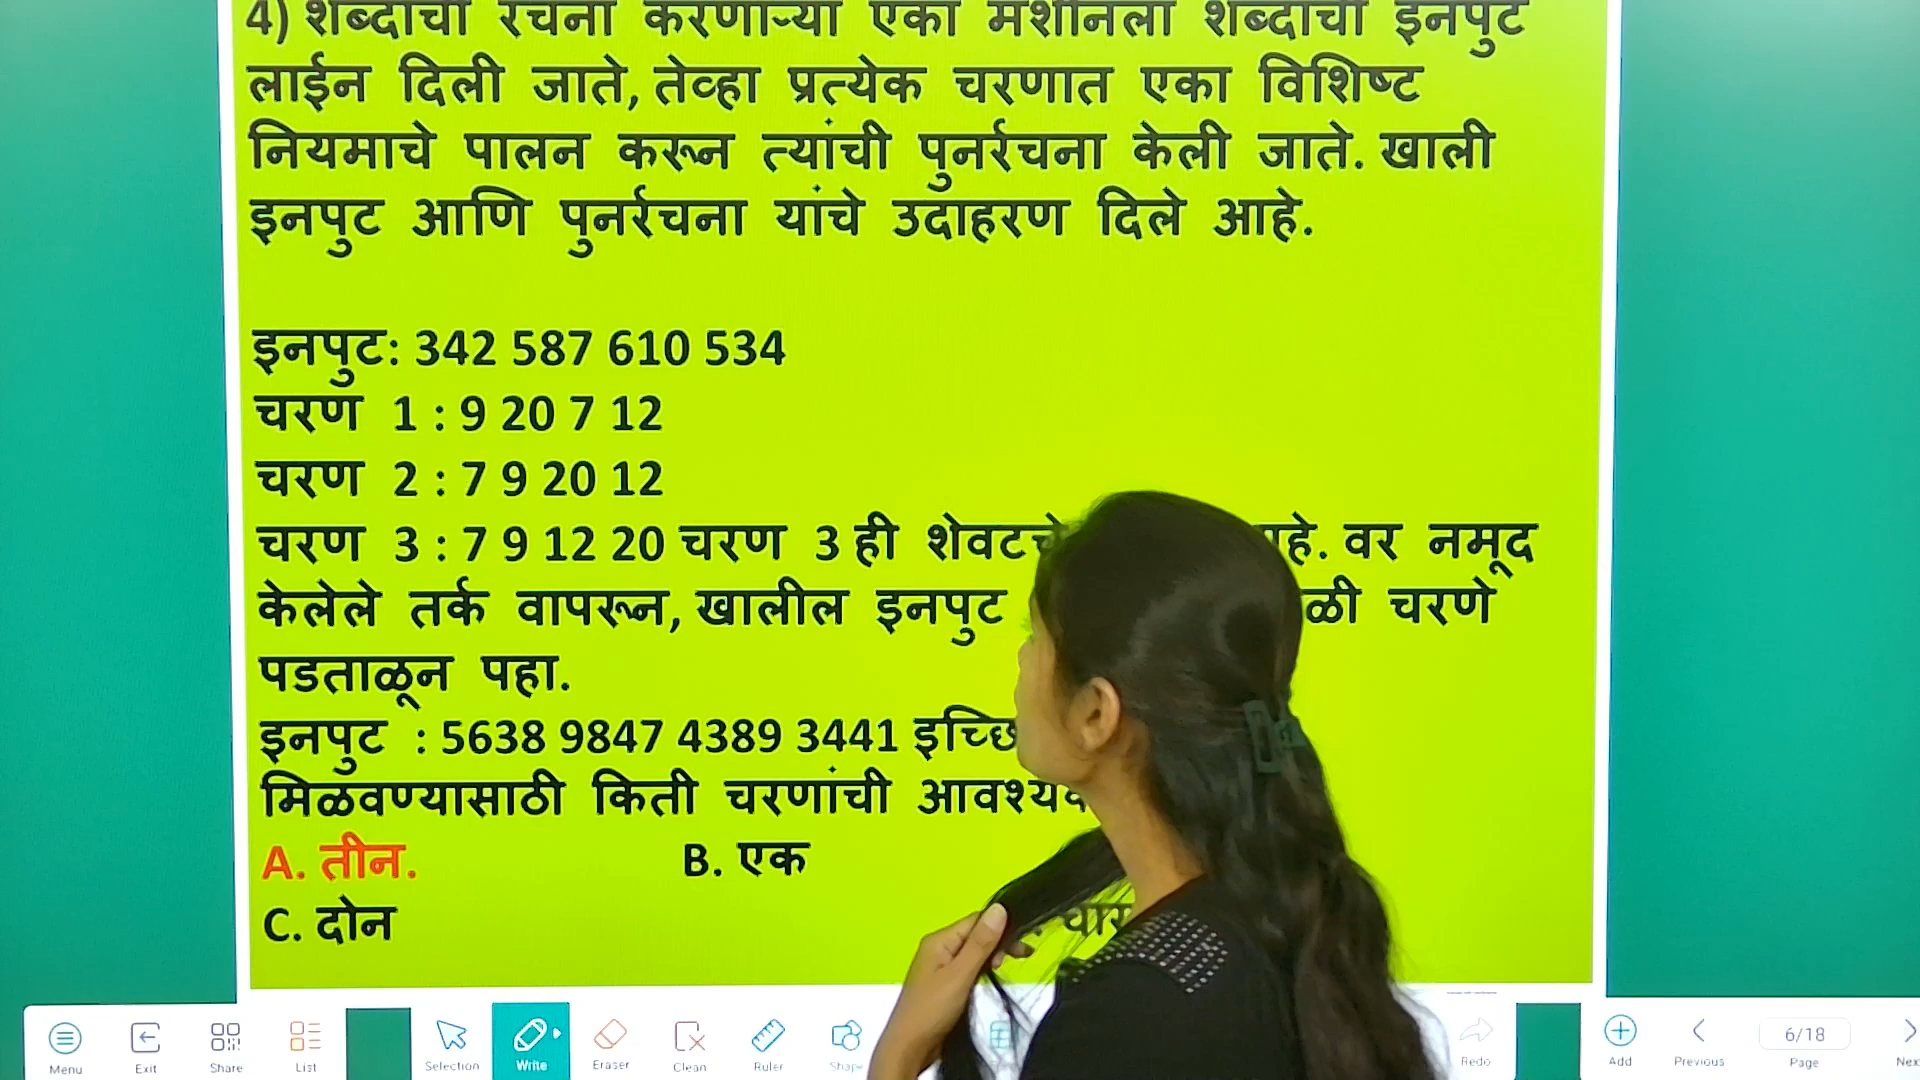 4) शब्दांची रचना करणाऱ्या एका मशीनला शब्दांची इनपुट
लाईन दिली जाते, तेव्हा प्रत्येक चरणात एका विशिष्ट
नियमाचे पालन करून त्यांची पुनर्रचना केली जाते. खाली
इनपुट आणि पुनर्रचना यांचे उदाहरण दिले आहे.
इनपुट: 342 587 610 534
चरण 1 : 9 20 7 12
चरण 2 : 7 9 20 12
चरण 3 : 7 9 12 20 चरण 3 ही वर नमूद
केलेले तर्क वापरून, खालील इनपुट चरणे
पडताळून पहा.
इनपुट : 5638 9847 4389 3441
मिळवण्यासाठी किती चरणांची
A. तीन. B. एक
C. दोन चार
Menu Exit Share List Selection Write Eraser Clean Ruler Shape Redo Add Previous 6/18 Page Next